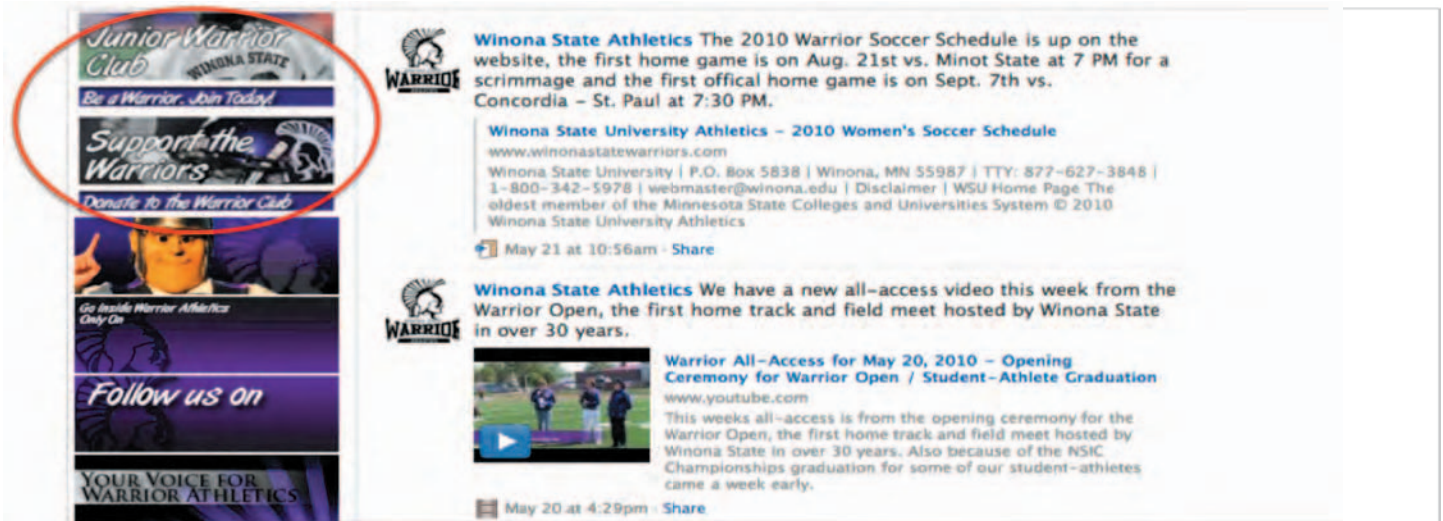 Junior Warrior
Club
WINONA STATE
Be a Warrior. Join Today!
Support the
Warriors
Donate to the Warrior Club
Go Inside Warrior Athletics
Only On
Follow us on
YOUR VOICE FOR
WARRIOR ATHLETICS
WARRIOR
Winona State Athletics The 2010 Warrior Soccer Schedule is up on the
website, the first home game is on Aug. 21st vs. Minot State at 7 PM for a
scrimmage and the first offical home game is on Sept. 7th vs.
Concordia - St. Paul at 7:30 PM.
Winona State University Athletics - 2010 Women's Soccer Schedule
www.winonastatewarriors.com
Winona State University | P.O. Box 5838 | Winona, MN 55987 | TTY: 877-627-3848 |
1-800-342-5978 | webmaster@winona.edu | Disclaimer | WSU Home Page The
oldest member of the Minnesota State Colleges and Universities System © 2010
Winona State University Athletics
May 21 at 10:56am · Share
WARRIOR
Winona State Athletics We have a new all-access video this week from the
Warrior Open, the first home track and field meet hosted by Winona State
in over 30 years.
Warrior All-Access for May 20, 2010 - Opening
Ceremony for Warrior Open / Student-Athlete Graduation
www.youtube.com
This weeks all-access is from the opening ceremony for the
Warrior Open, the first home track and field meet hosted by
Winona State in over 30 years. Also because of the NSIC
Championships graduation for some of our student-athletes
came a week early.
May 20 at 4:29pm · Share